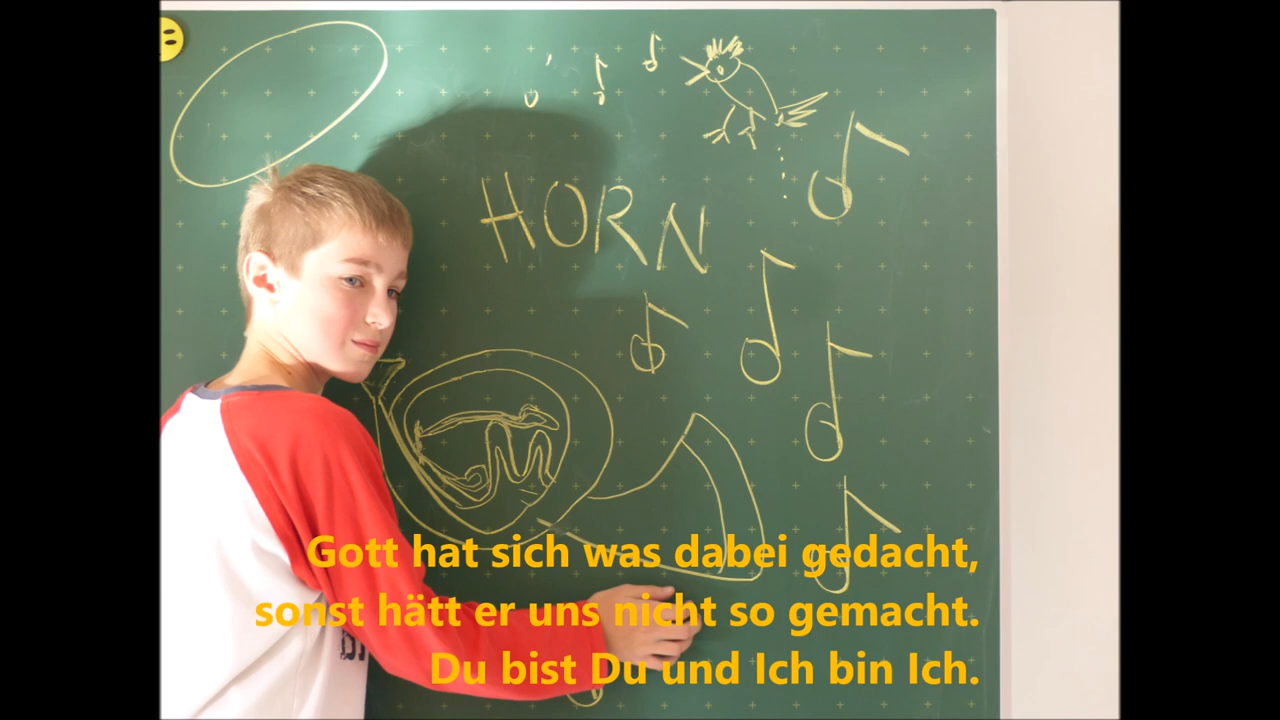 HORN
Gott hat sich was dabei gedacht,
sonst hätt er uns nicht so gemacht.
Du bist Du und Ich bin Ich.